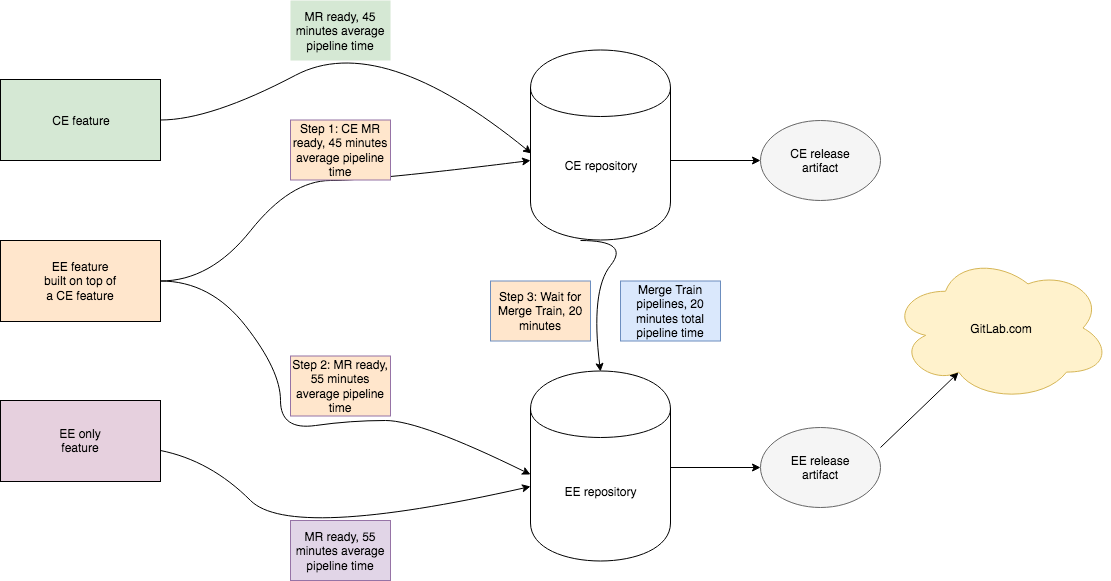 MR ready, 45
minutes average
pipeline time
CE feature
Step 1: CE MR
ready, 45 minutes
average pipeline
time
CE repository
CE release
artifact
EE feature
built on top of
a CE feature
Step 3: Wait for
Merge Train, 20
minutes
Merge Train
pipelines, 20
minutes total
pipeline time
GitLab.com
Step 2: MR ready,
55 minutes
average pipeline
time
EE only
feature
EE repository
EE release
artifact
MR ready, 55
minutes average
pipeline time